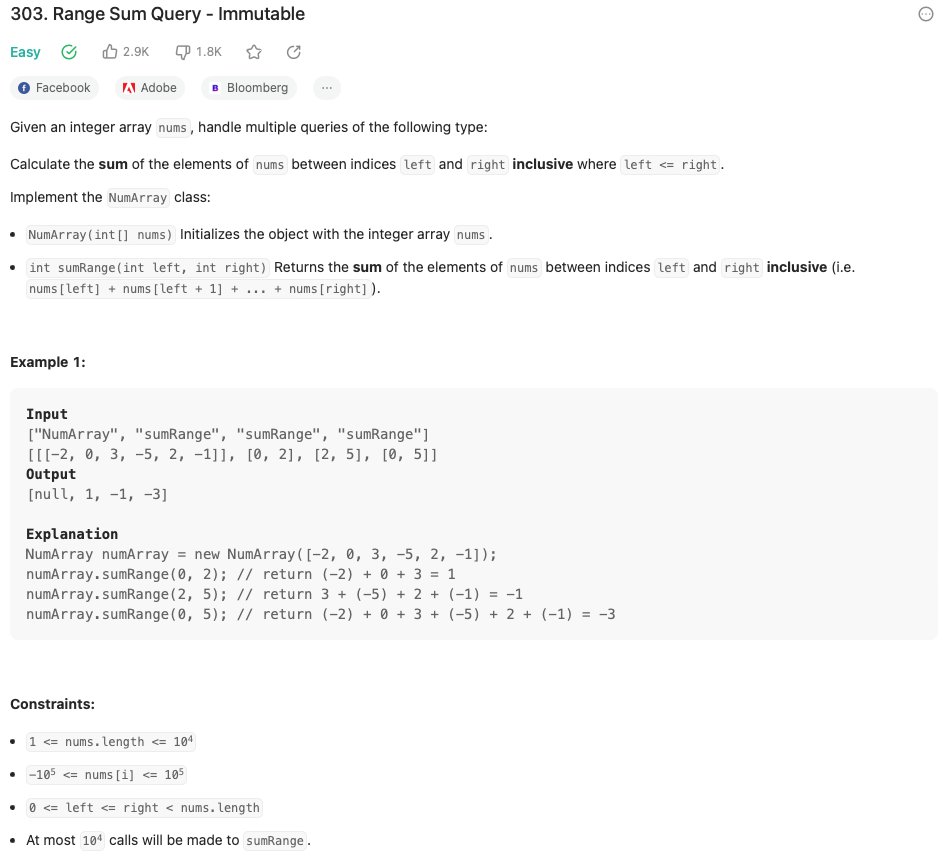 303. Range Sum Query - Immutable
Easy 2.9K 1.8K
Facebook Adobe B Bloomberg ...
Given an integer array nums, handle multiple queries of the following type:
Calculate the sum of the elements of nums between indices left and right inclusive where left <= right.
Implement the NumArray class:
• NumArray(int[] nums) Initializes the object with the integer array nums.
• int sumRange(int left, int right) Returns the sum of the elements of nums between indices left and right inclusive (i.e.
nums[left] + nums[left + 1] + ... + nums[right]).
Example 1:
Input
["NumArray", "sumRange", "sumRange", "sumRange"]
[[[-2, 0, 3, -5, 2, -1]], [0, 2], [2, 5], [0, 5]]
Output
[null, 1, -1, -3]
Explanation
NumArray numArray = new NumArray([-2, 0, 3, -5, 2, -1]);
numArray.sumRange(0, 2); // return (-2) + 0 + 3 = 1
numArray.sumRange(2, 5); // return 3 + (-5) + 2 + (-1) = -1
numArray.sumRange(0, 5); // return (-2) + 0 + 3 + (-5) + 2 + (-1) = -3
Constraints:
• 1 <= nums.length <= 10⁴
• -10⁵ <= nums[i] <= 10⁵
• 0 <= left <= right < nums.length
• At most 10⁴ calls will be made to sumRange.